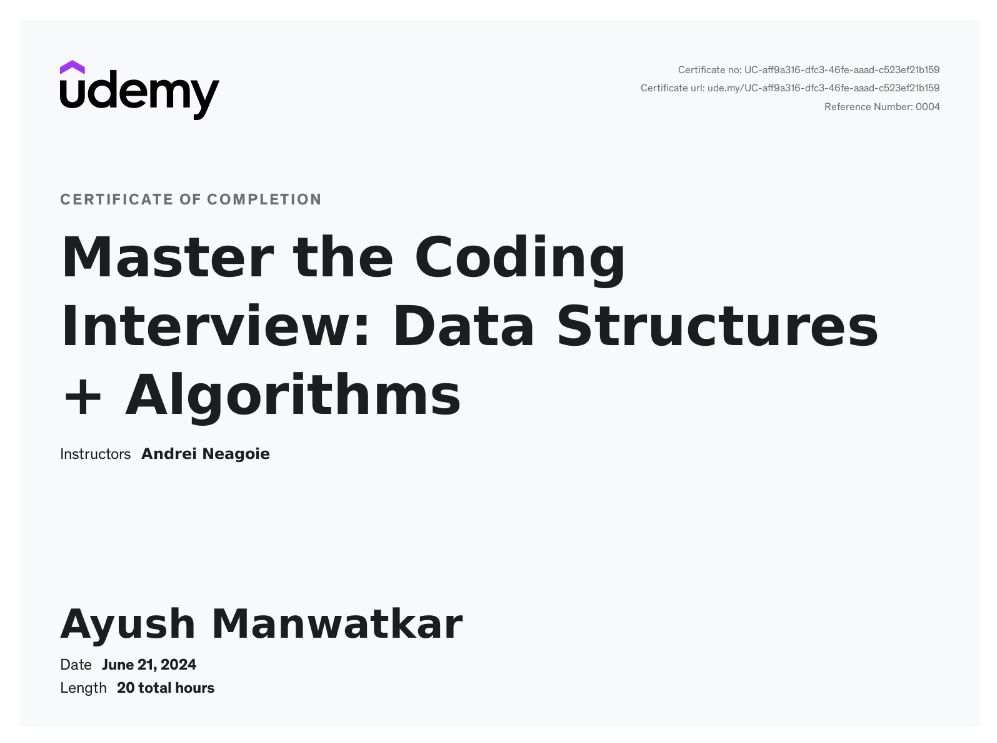 udemy
Certificate no: UC-aff9a316-dfc3-46fe-aaad-c523ef21b159
Certificate url: ude.my/UC-aff9a316-dfc3-46fe-aaad-c523ef21b159
Reference Number: 0004
CERTIFICATE OF COMPLETION
Master the Coding
Interview: Data Structures
+ Algorithms
Instructors Andrei Neagoie
Ayush Manwatkar
Date June 21, 2024
Length 20 total hours